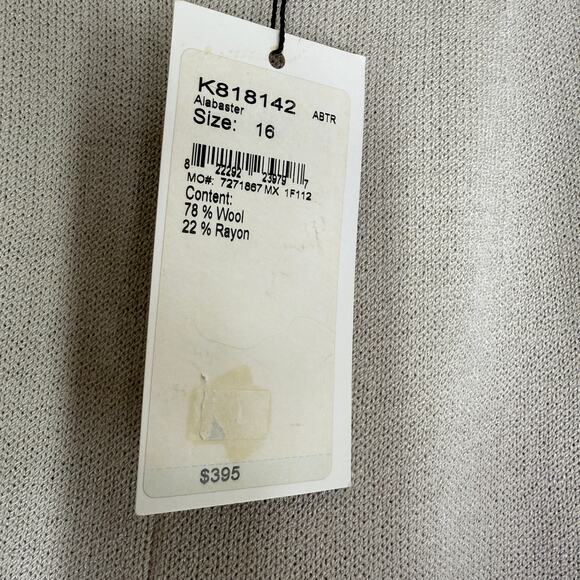 K818142
Alabaster ABTR
Size: 16
8 22292 23979 7
MO#: 7271867 MX 1F112
Content:
78 % Wool
22 % Rayon
$395